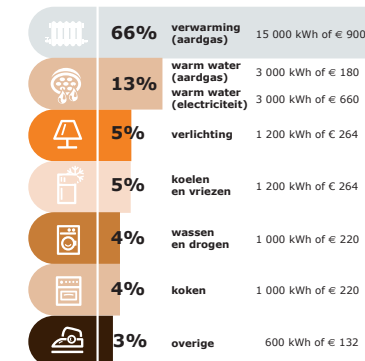 66% verwarming (aardgas) 15 000 kWh of € 900
13% warm water (aardgas) 3 000 kWh of € 180
warm water (electriciteit) 3 000 kWh of € 660
5% verlichting 1 200 kWh of € 264
5% koelen en vriezen 1 200 kWh of € 264
4% wassen en drogen 1 000 kWh of € 220
4% koken 1 000 kWh of € 220
3% overige 600 kWh of € 132